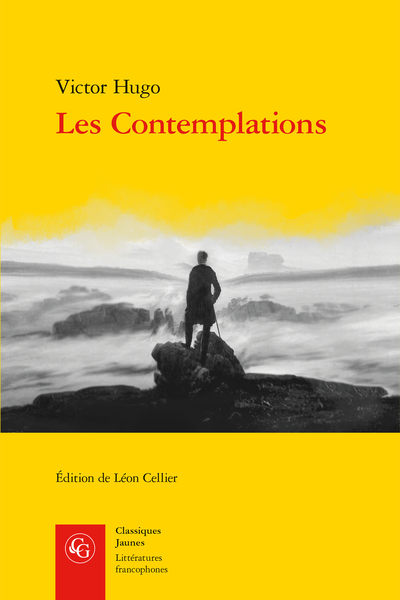 Victor Hugo
Les Contemplations
Édition de Léon Cellier
CG
Classiques
Jaunes
Littératures
francophones